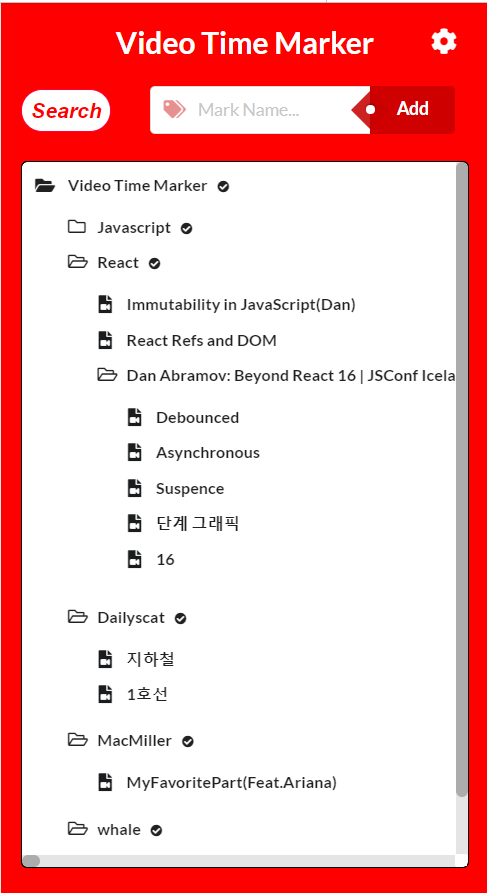 Video Time Marker
Search
Mark Name...
Add
Video Time Marker
Javascript
React
Immutability in JavaScript(Dan)
React Refs and DOM
Dan Abramov: Beyond React 16 | JSConf Icela
Debounced
Asynchronous
Suspence
단계 그래픽
16
Dailyscat
지하철
1호선
MacMiller
MyFavoritePart(Feat.Ariana)
whale